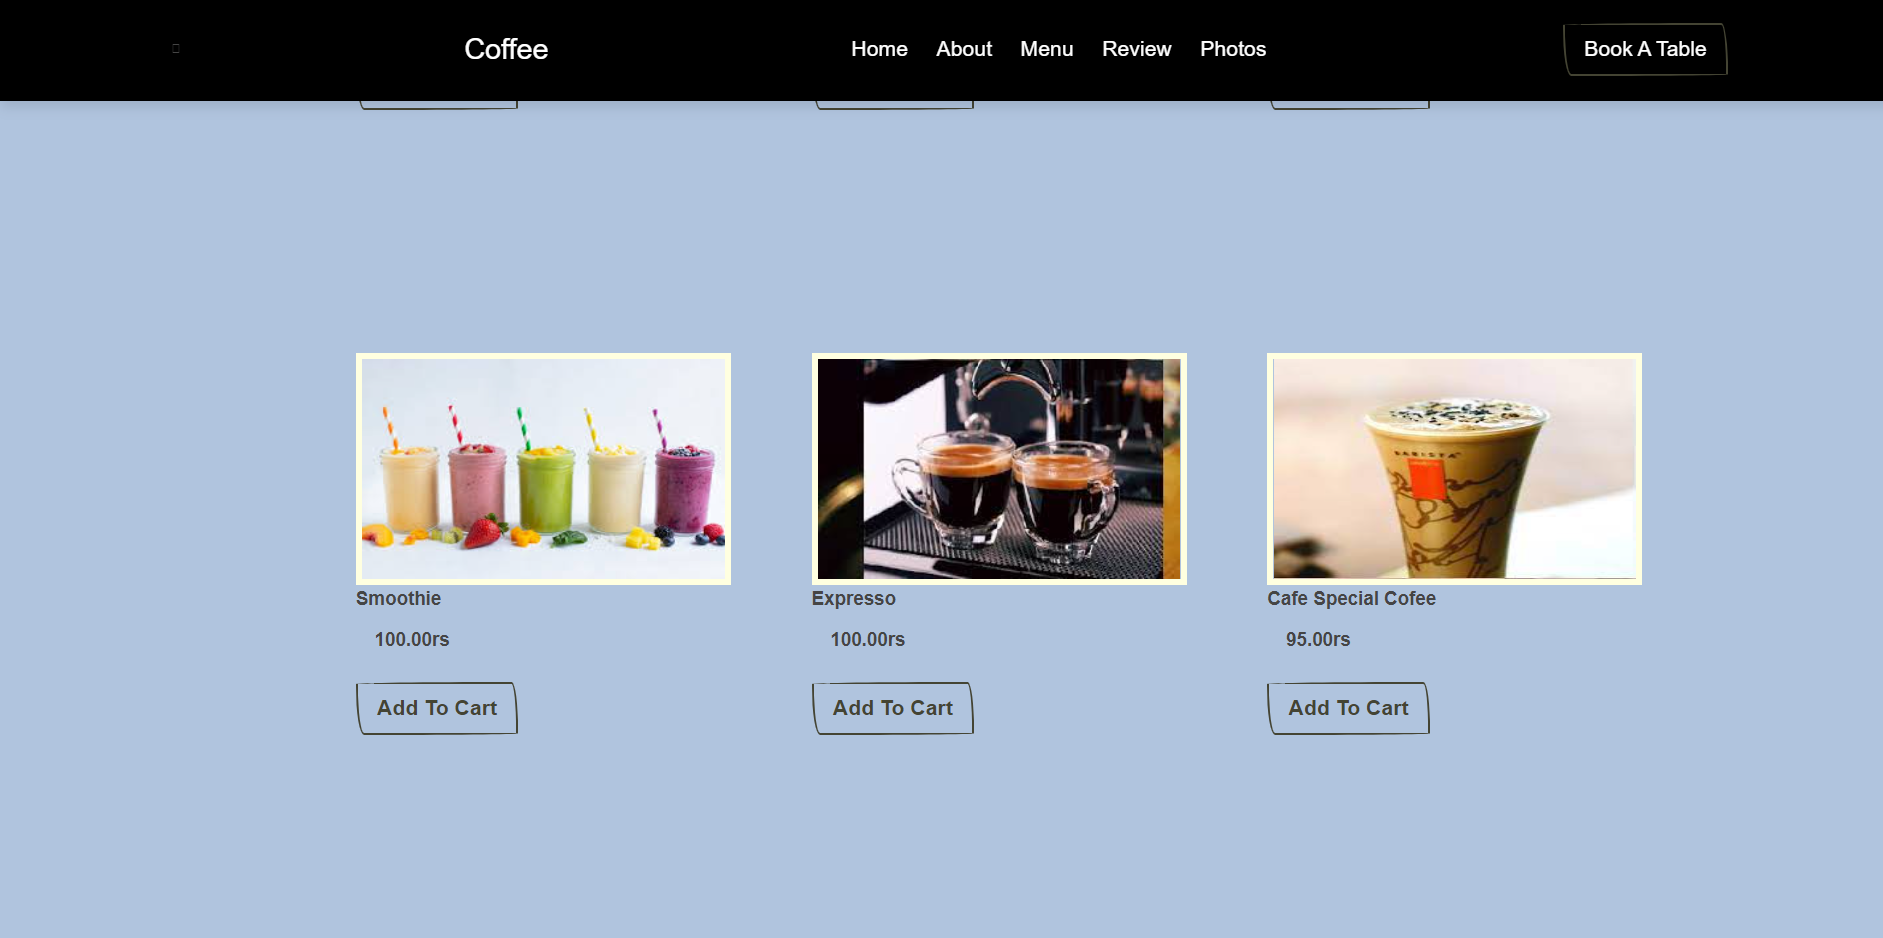 Coffee
Home About Menu Review Photos
Book A Table
BARISTA
Smoothie
100.00rs
Add To Cart
Expresso
100.00rs
Add To Cart
Cafe Special Cofee
95.00rs
Add To Cart